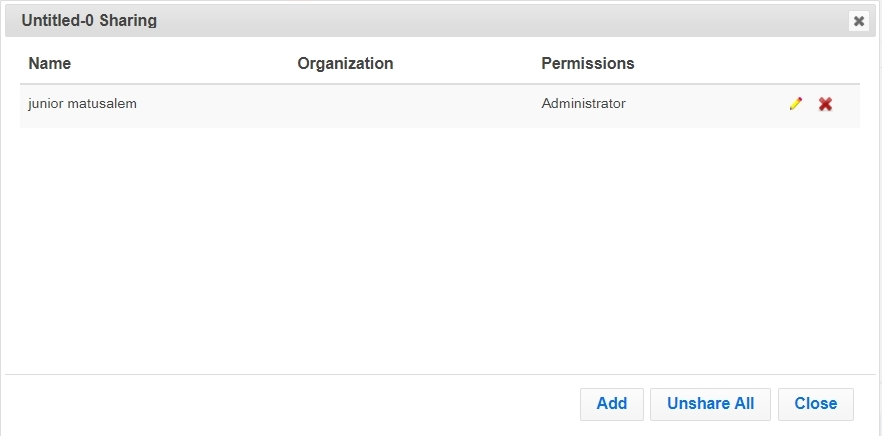 Untitled-0 Sharing
Name Organization Permissions
junior matusalem Administrator
Add Unshare All Close